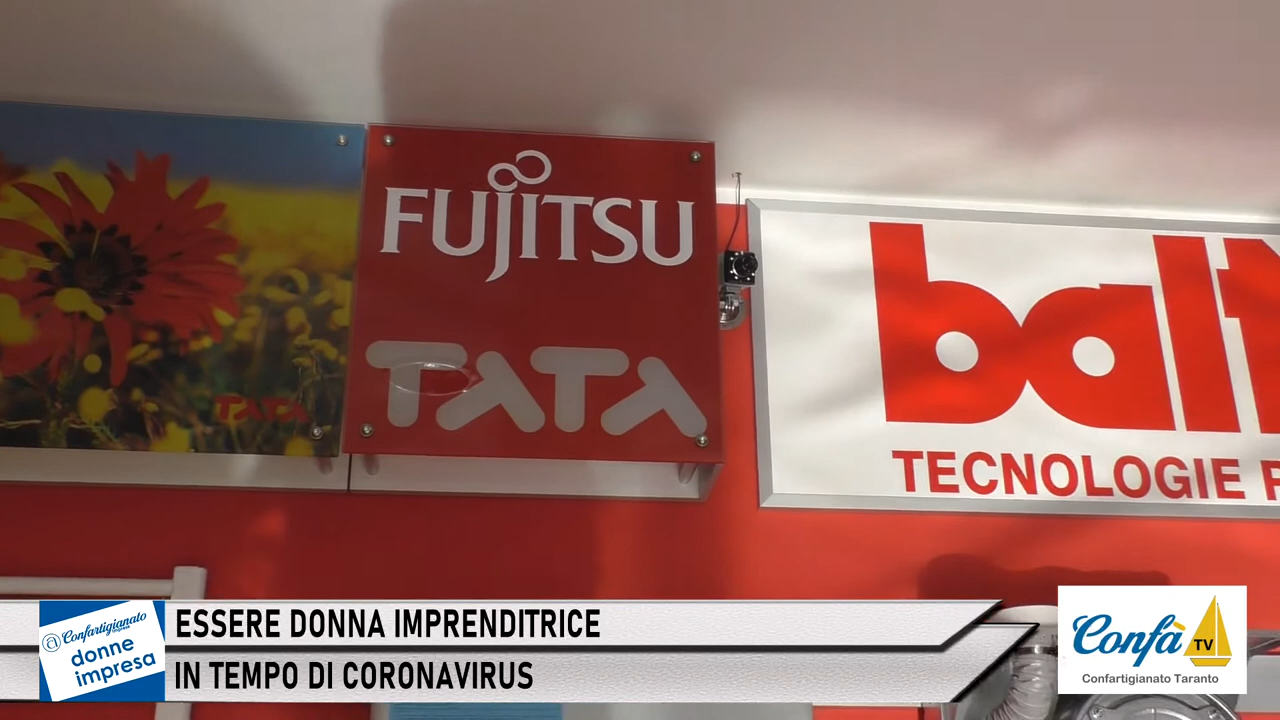 FUJITSU
TATA
TATA
balt
TECNOLOGIE
ESSERE DONNA IMPRENDITRICE
IN TEMPO DI CORONAVIRUS
Confartigianato
imprese
donne
impresa
Confà
TV
Confartigianato Taranto